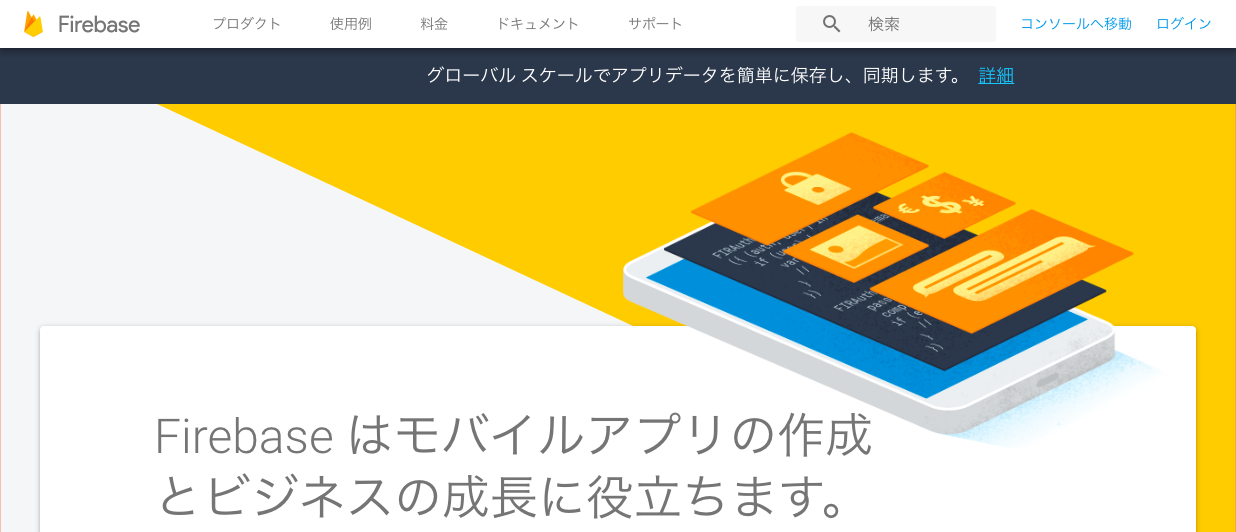 Firebase プロダクト 使用例 料金 ドキュメント サポート 検索 コンソールへ移動 ログイン
グローバル スケールでアプリデータを簡単に保存し、同期します。 詳細
Firebase はモバイルアプリの作成
とビジネスの成長に役立ちます。